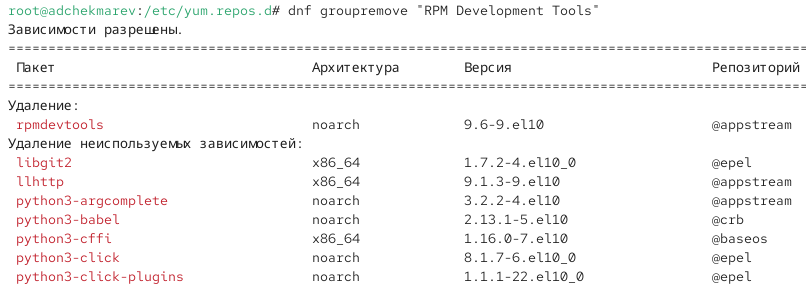 root@adchekmarev:/etc/yum.repos.d# dnf groupremove "RPM Development Tools"
Зависимости разрешены.
================================================================================
Пакет Архитектура Версия Репозиторий
================================================================================
Удаление:
rpmdevtools noarch 9.6-9.el10 @appstream
Удаление неиспользуемых зависимостей:
libgit2 x86_64 1.7.2-4.el10_0 @epel
llhttp x86_64 9.1.3-9.el10 @appstream
python3-argcomplete noarch 3.2.2-4.el10 @appstream
python3-babel noarch 2.13.1-5.el10 @crb
python3-cffi x86_64 1.16.0-7.el10 @baseos
python3-click noarch 8.1.7-6.el10_0 @epel
python3-click-plugins noarch 1.1.1-22.el10_0 @epel